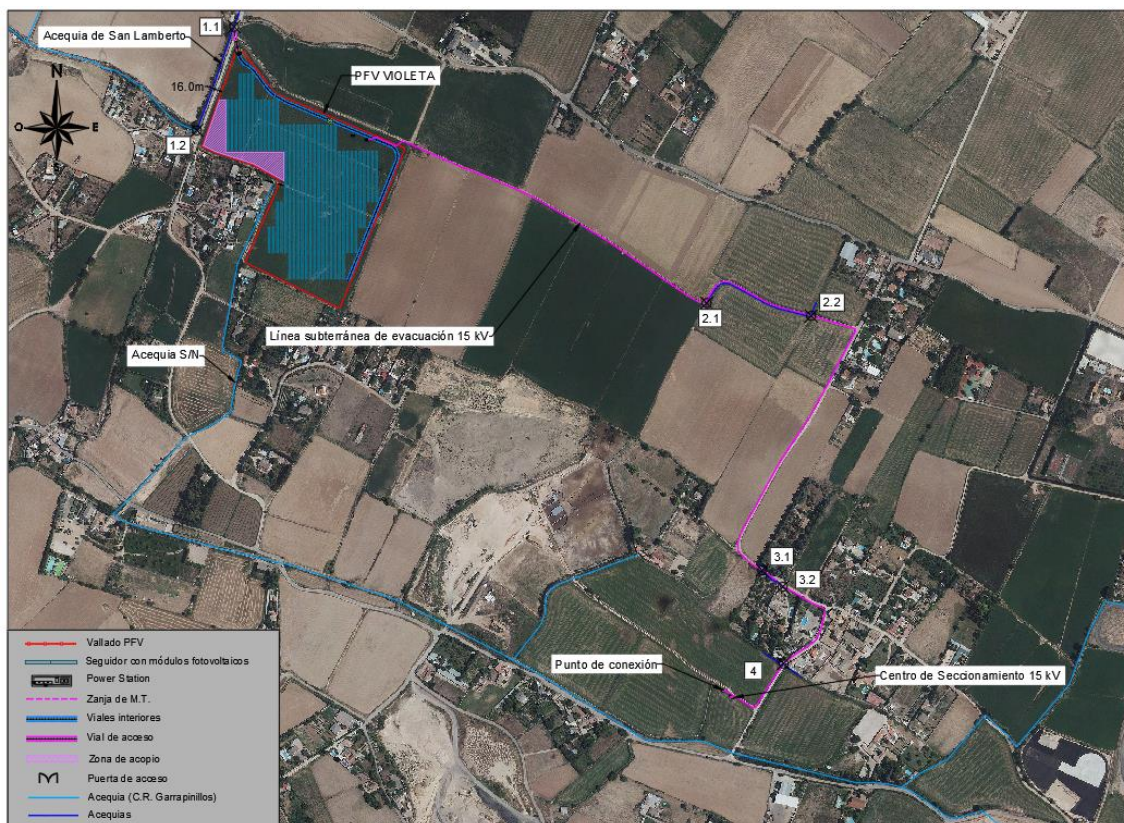 1.1
Acequia de San Lamberto
PFV VIOLETA
16.0m
N
O
E
1.2
2.2
2.1
Línea subterránea de evacuación 15 kV
Acequia S/N
3.1
3.2
Punto de conexión
4
Centro de Seccionamiento 15 kV
Vallado PFV
Seguidor con módulos fotovoltaicos
Power Station
Zanja de M.T.
Viales interiores
Vial de acceso
Zona de acopio
Puerta de acceso
Acequia (C.R. Garrapinillos)
Acequias